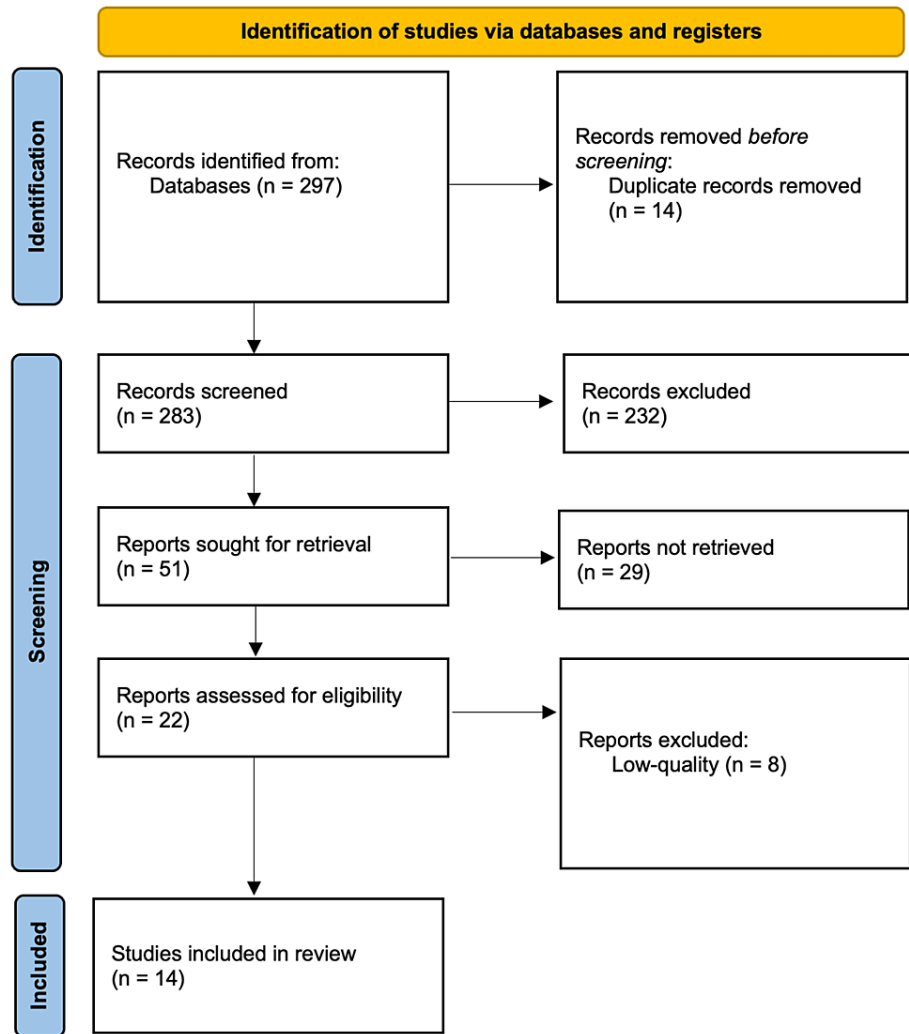 Identification of studies via databases and registers
Identification
Records identified from:
Databases (n = 297)
Records removed before
screening:
Duplicate records removed
(n = 14)
Screening
Records screened
(n = 283)
Records excluded
(n = 232)
Reports sought for retrieval
(n = 51)
Reports not retrieved
(n = 29)
Reports assessed for eligibility
(n = 22)
Reports excluded:
Low-quality (n = 8)
Included
Studies included in review
(n = 14)